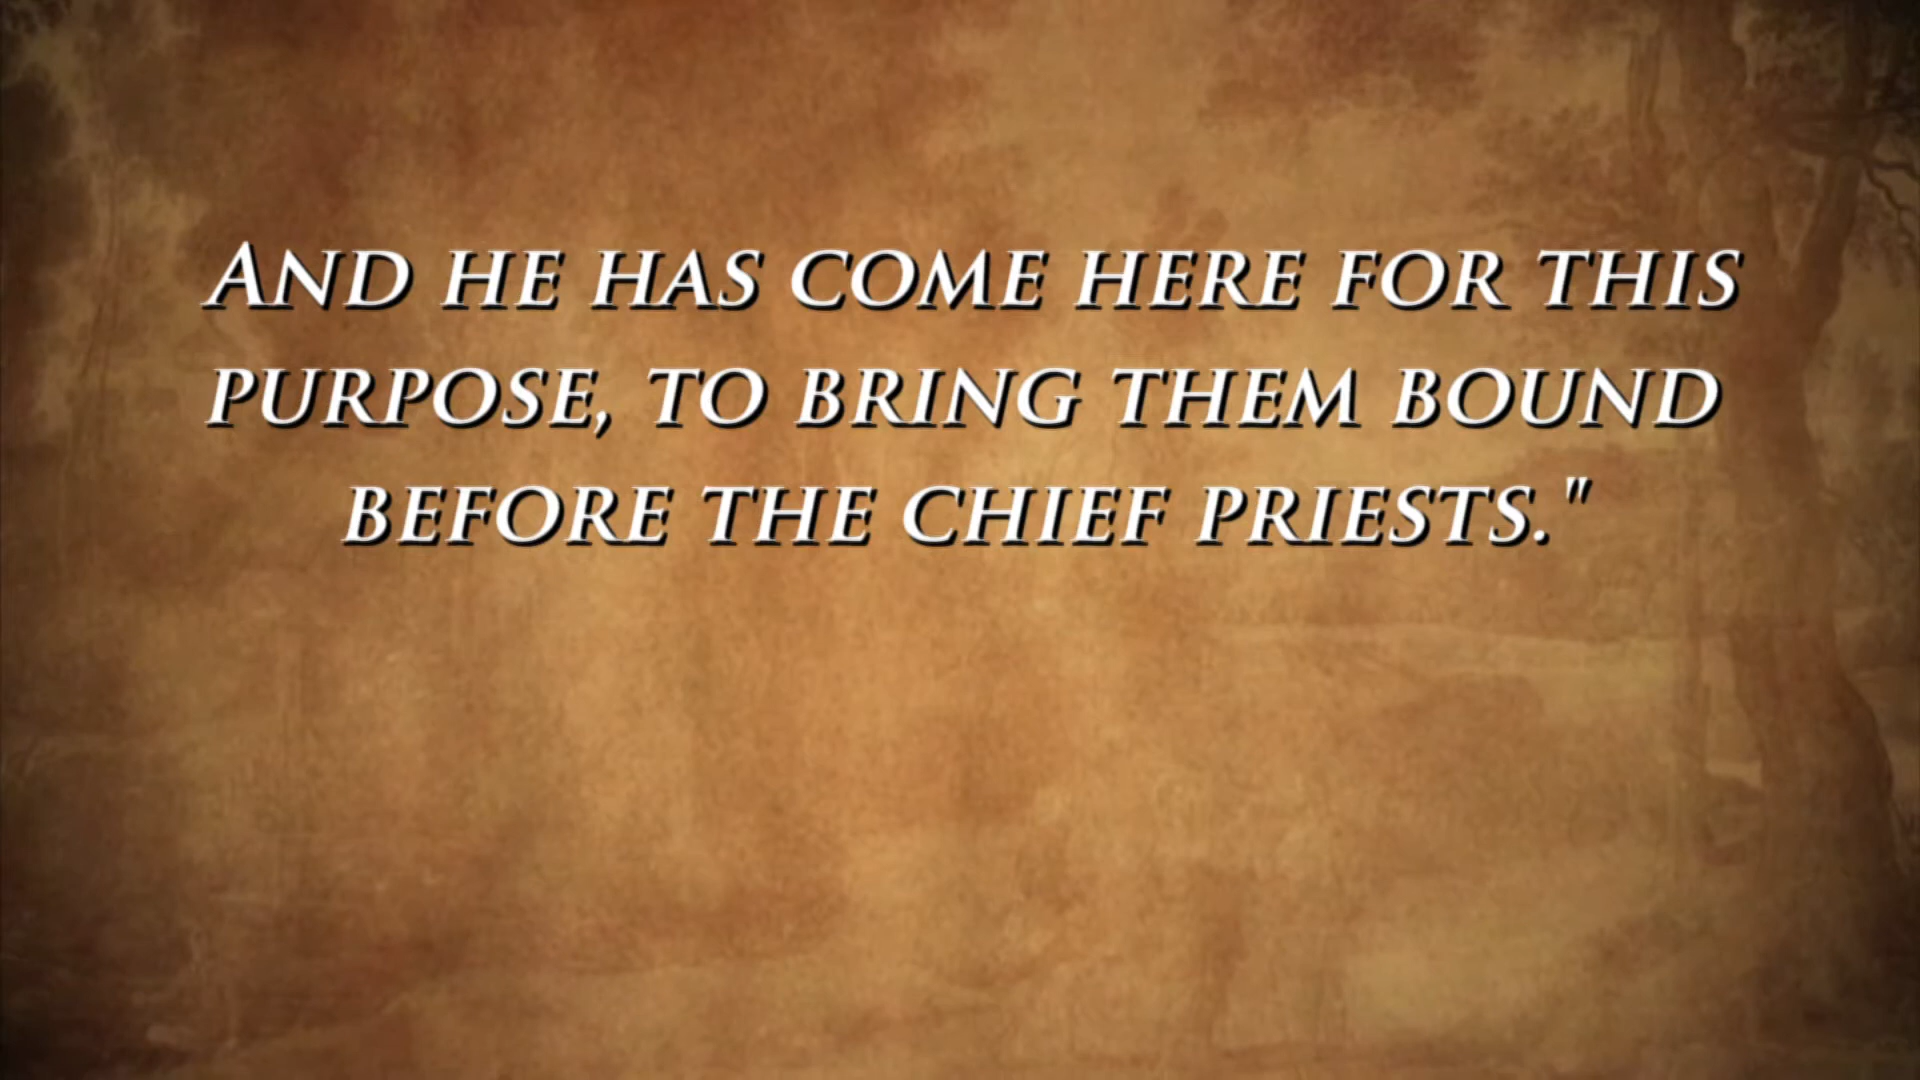 And he has come here for this
purpose, to bring them bound
before the chief priests."